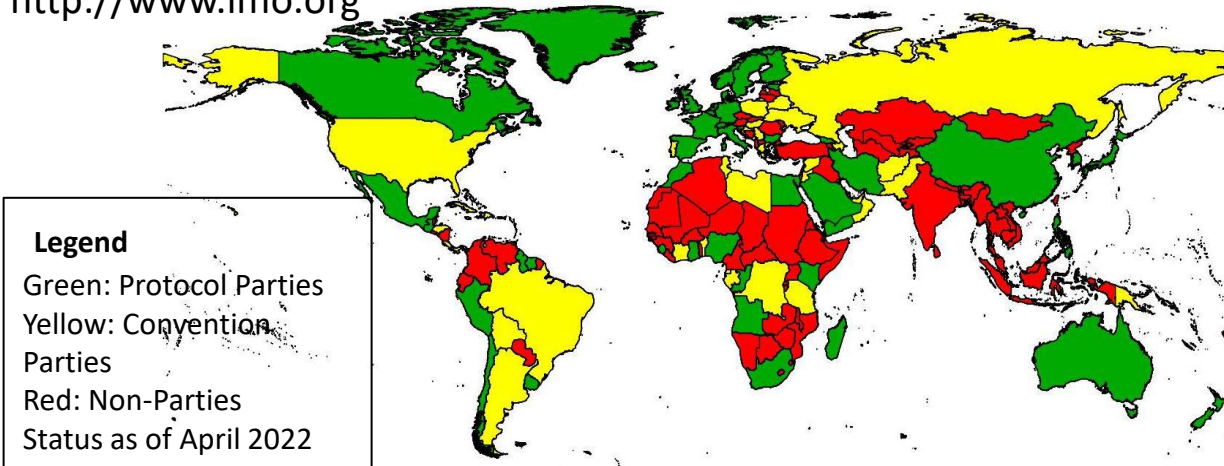 http://www.imo.org
Legend
Green: Protocol Parties
Yellow: Convention
Parties
Red: Non-Parties
Status as of April 2022